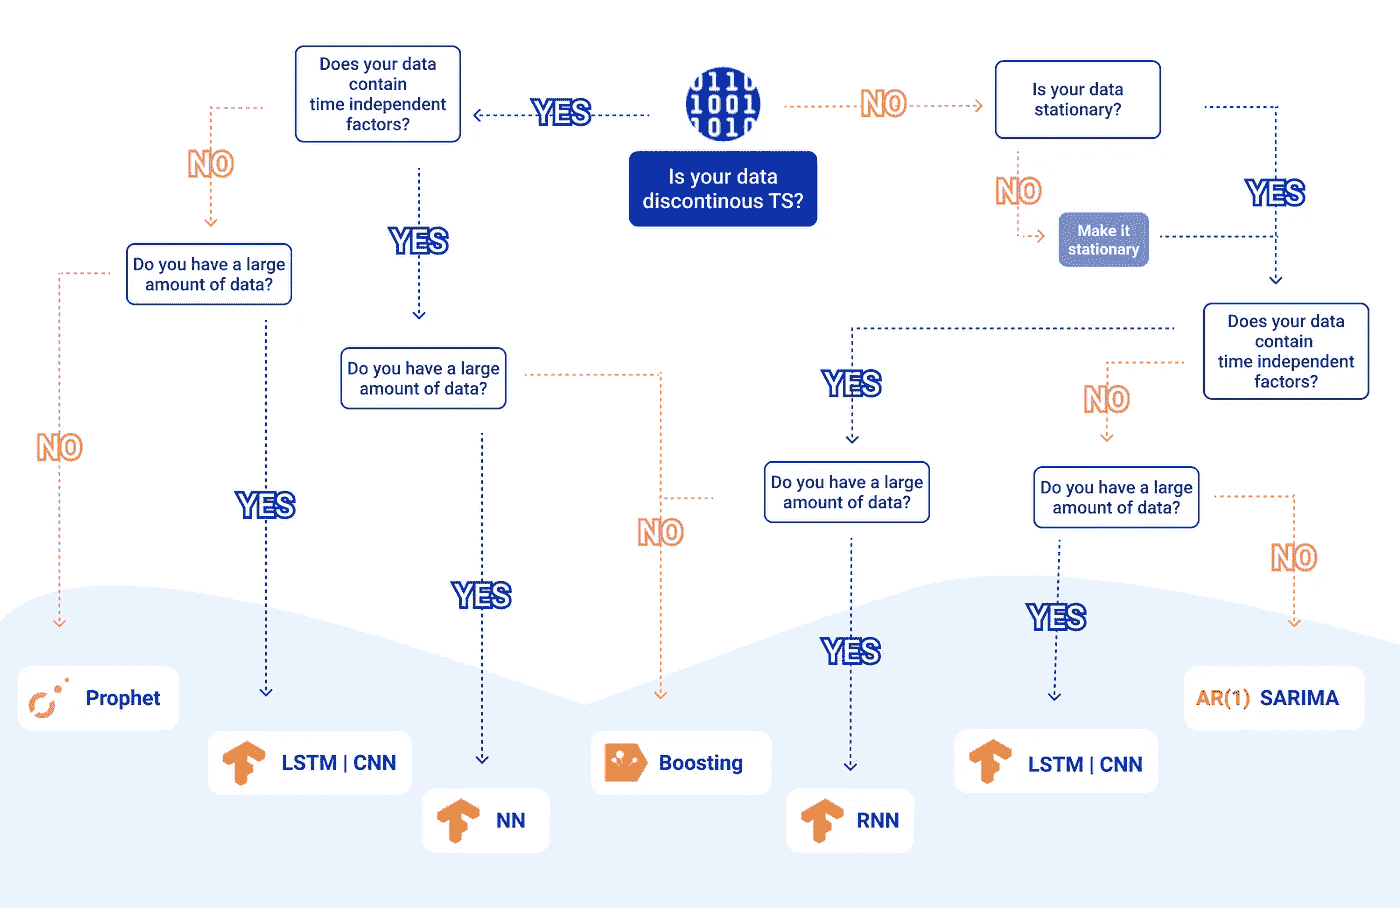 0110
1001
1010
Is your data
discontinous TS?
YES
NO
Does your data
contain
time independent
factors?
NO
YES
Do you have a large
amount of data?
NO
YES
Do you have a large
amount of data?
YES
NO
Is your data
stationary?
NO
YES
Make it
stationary
Does your data
contain
time independent
factors?
YES
NO
Do you have a large
amount of data?
YES
Do you have a large
amount of data?
YES
NO
Prophet
LSTM | CNN
NN
Boosting
RNN
LSTM | CNN
AR(1) SARIMA